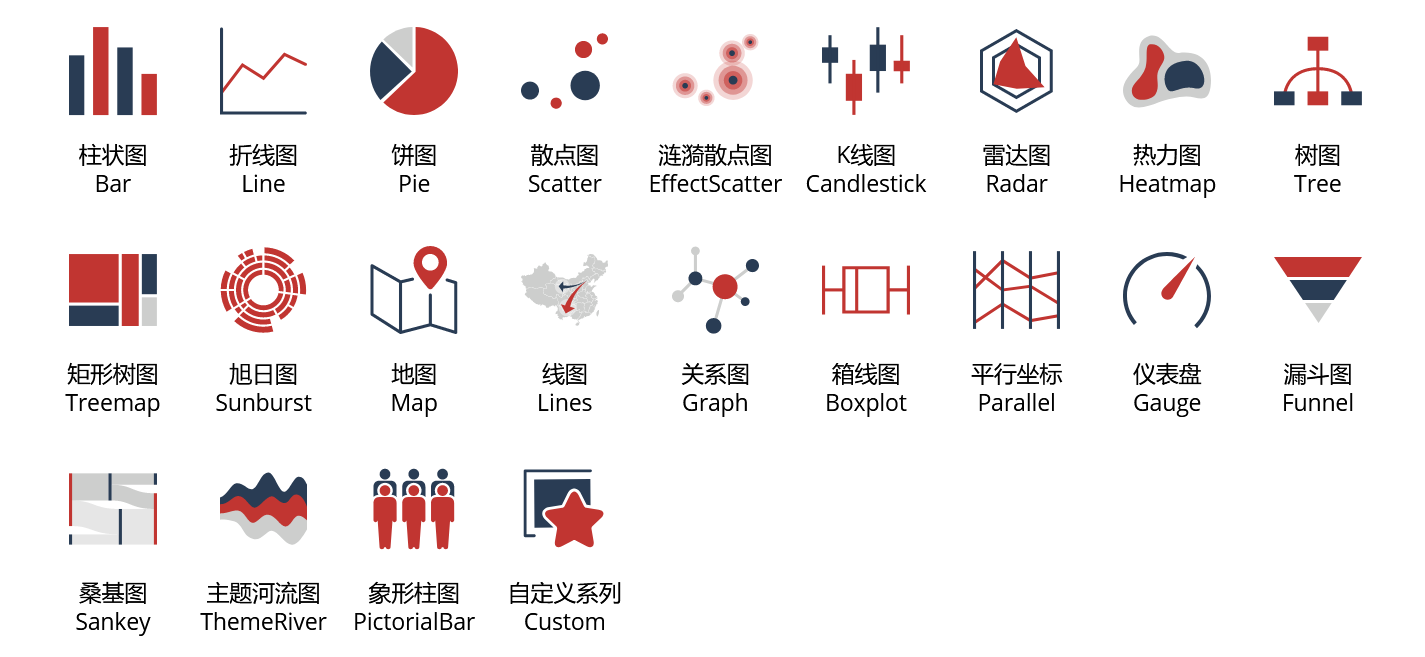 柱状图
Bar
折线图
Line
饼图
Pie
散点图
Scatter
涟漪散点图
EffectScatter
K线图
Candlestick
雷达图
Radar
热力图
Heatmap
树图
Tree
矩形树图
Treemap
旭日图
Sunburst
地图
Map
线图
Lines
关系图
Graph
箱线图
Boxplot
平行坐标
Parallel
仪表盘
Gauge
漏斗图
Funnel
桑基图
Sankey
主题河流图
ThemeRiver
象形柱图
PictorialBar
自定义系列
Custom